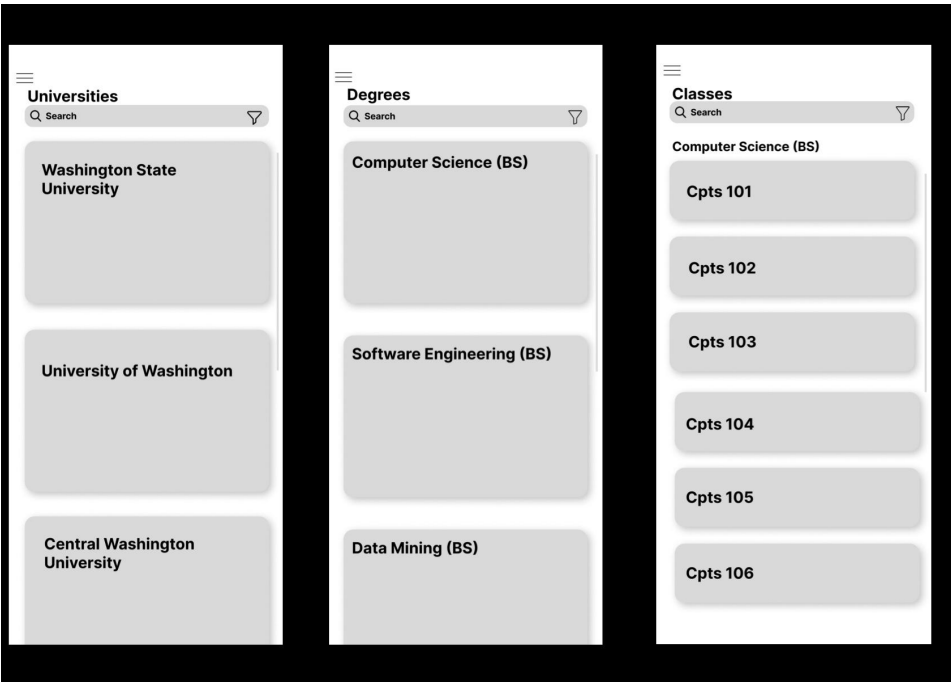 Universities
Search
Washington State
University
University of Washington
Central Washington
University
Degrees
Search
Computer Science (BS)
Software Engineering (BS)
Data Mining (BS)
Classes
Search
Computer Science (BS)
Cpts 101
Cpts 102
Cpts 103
Cpts 104
Cpts 105
Cpts 106